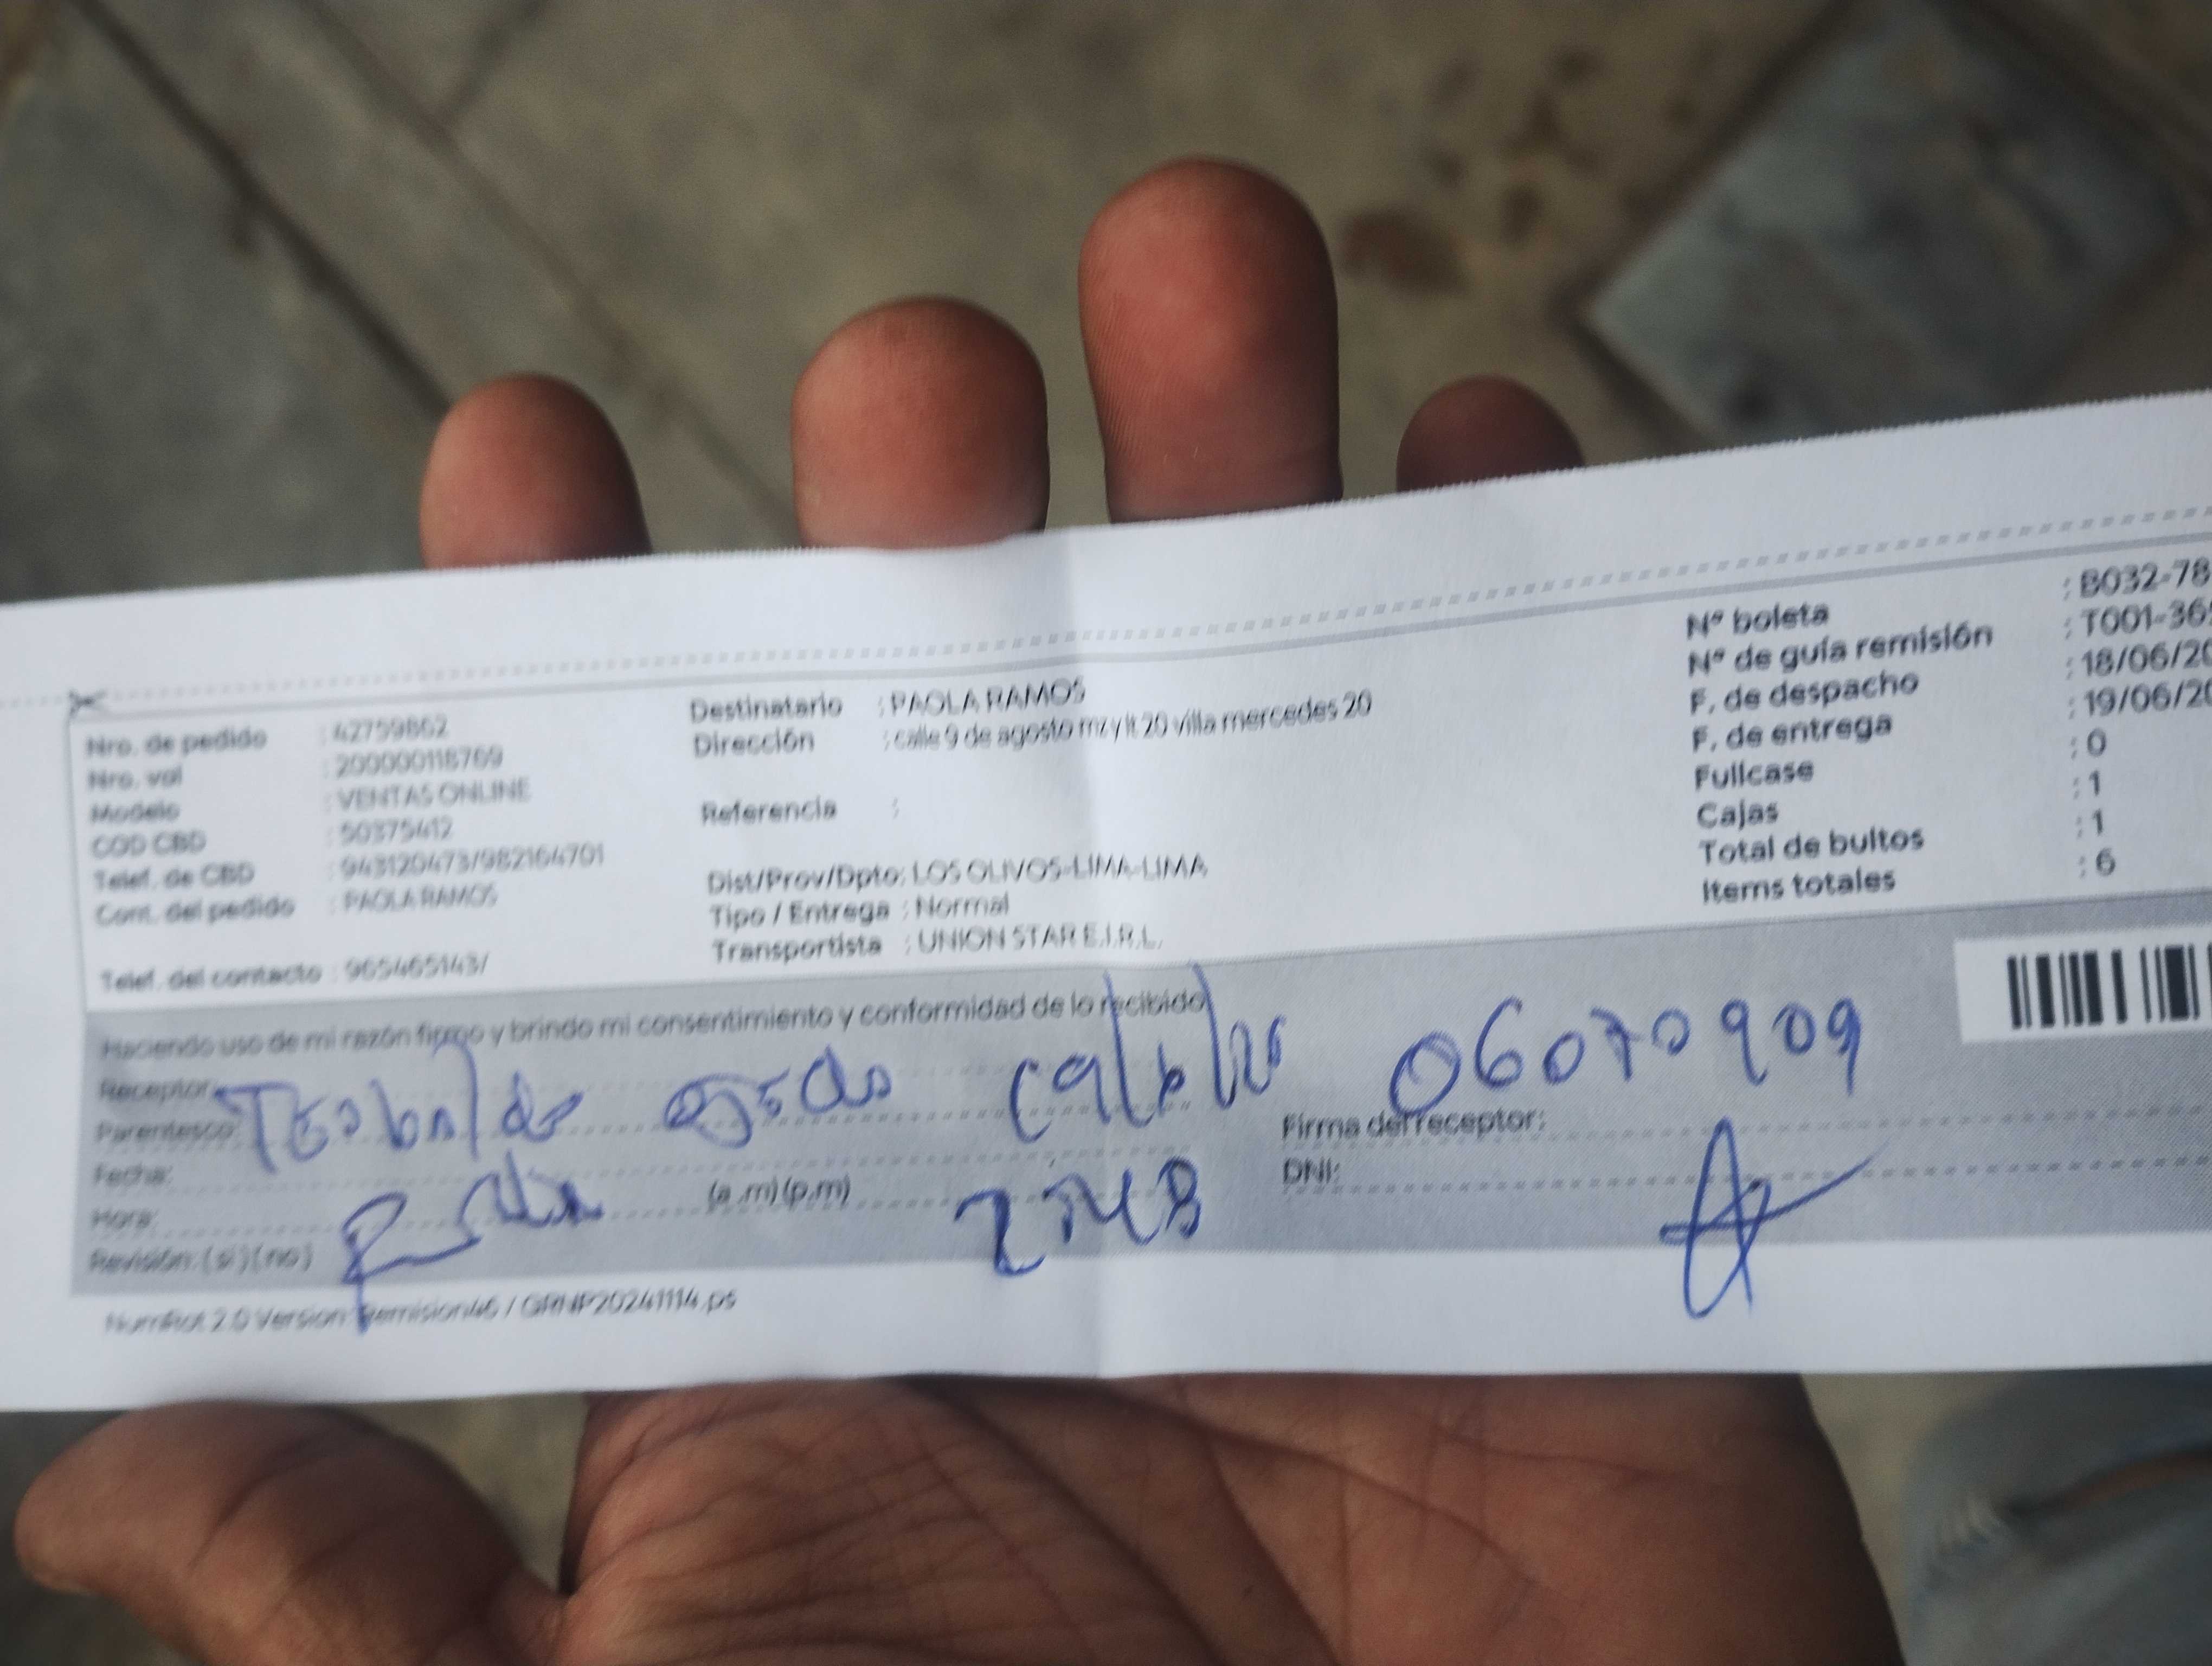 Nro. de pedido : 42759862
Nro. val : 200000118769
Modelo : VENTAS ONLINE
COD CBD : 50375412
Telef. de CBD : 943120473/982164701
Cont. del pedido : PAOLA RAMOS
Telef. del contacto : 965465143/
Destinatario : PAOLA RAMOS
Dirección : calle 9 de agosto mz y lt 20 villa mercedes 20
Referencia :
Dist/Prov/Dpto: LOS OLIVOS-LIMA-LIMA
Tipo / Entrega : Normal
Transportista : UNION STAR E.I.R.L.
N° boleta : B032-78
N° de guía remisión : T001-36
F. de despacho : 18/06/20
F. de entrega : 19/06/20
Fullcase : 0
Cajas : 1
Total de bultos : 1
Items totales : 6
Haciendo uso de mi razón firmo y brindo mi consentimiento y conformidad de lo recibido
Receptor:
06070909
Parentesco:
Firma del receptor:
Fecha:
DNI:
Hora: (a.m) (p.m)
Revisión: (si) (no)
NumRot 2.0 Version: Remision46 / GRHP20241114.ps